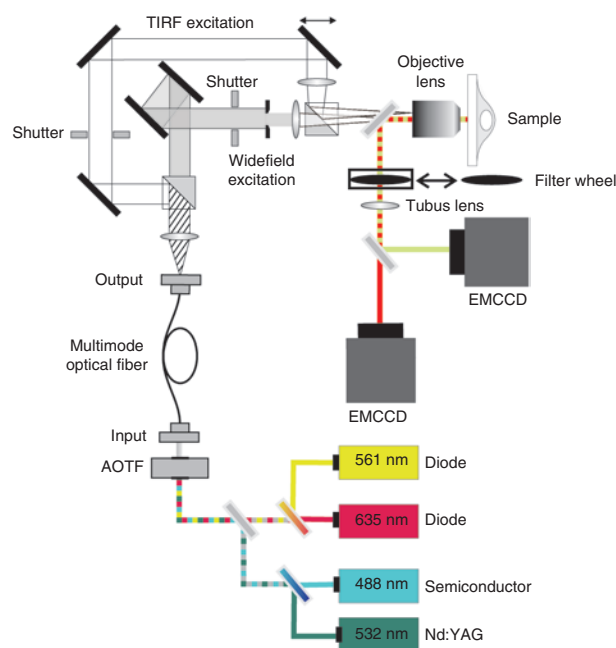 TIRF excitation
Shutter
Objective
lens
Shutter
Sample
Widefield
excitation
Filter wheel
Tubus lens
Output
EMCCD
Multimode
optical fiber
EMCCD
Input
AOTF
561 nm Diode
635 nm Diode
488 nm Semiconductor
532 nm Nd:YAG